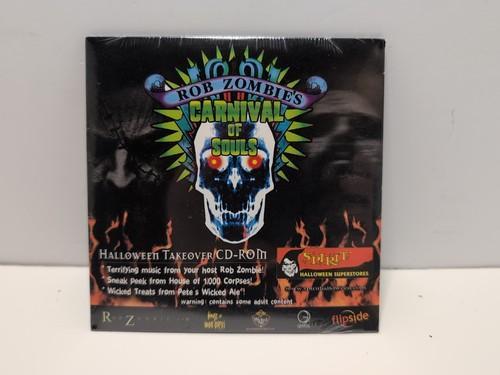 ROB ZOMBIE'S
CARNIVAL
OF
SOULS
HALLOWEEN TAKEOVER CD-ROM
* Terrifying music from your host Rob Zombie!
* Sneak Peek from House of 1,000 Corpses!
* Wicked Treats from Pete's Wicked Ale!
warning: contains some adult content
SPIRIT
HALLOWEEN SUPERSTORES
flipside